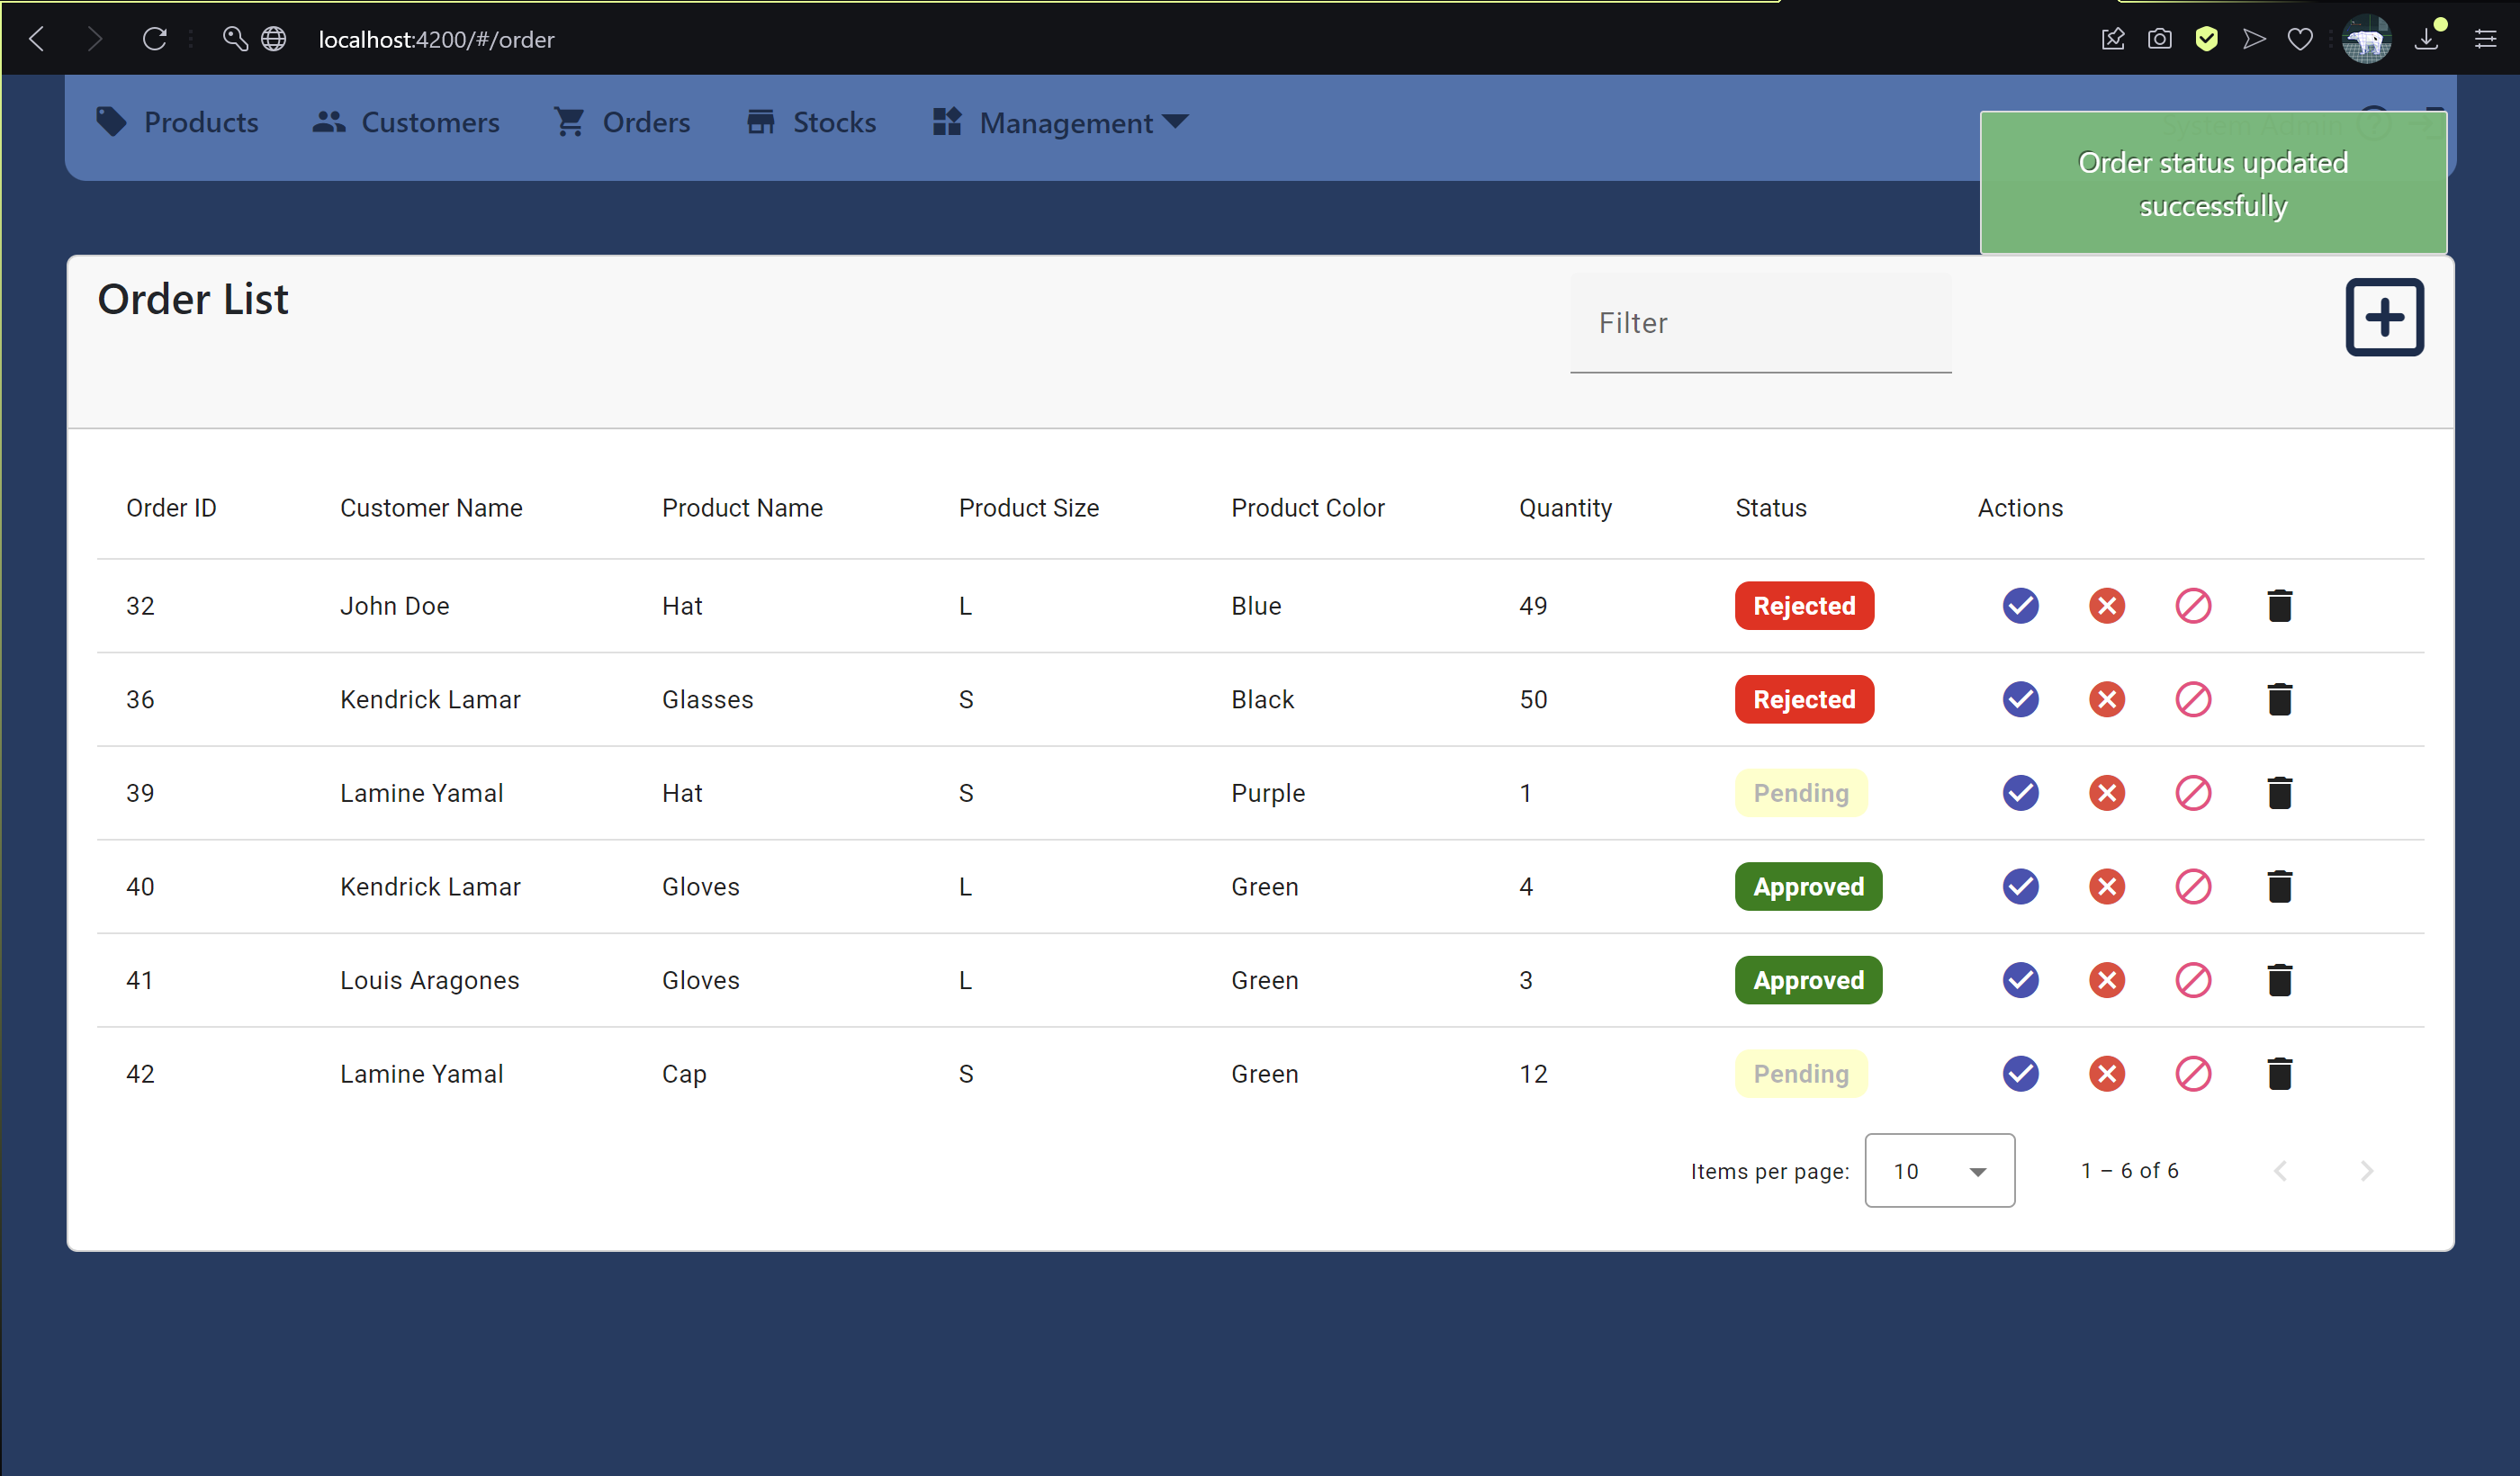 localhost:4200/#/order
Products Customers Orders Stocks Management System Admin
Order status updated
successfully
Order List
Filter
Order ID Customer Name Product Name Product Size Product Color Quantity Status Actions
32 John Doe Hat L Blue 49 Rejected
36 Kendrick Lamar Glasses S Black 50 Rejected
39 Lamine Yamal Hat S Purple 1 Pending
40 Kendrick Lamar Gloves L Green 4 Approved
41 Louis Aragones Gloves L Green 3 Approved
42 Lamine Yamal Cap S Green 12 Pending
Items per page: 10 1 – 6 of 6